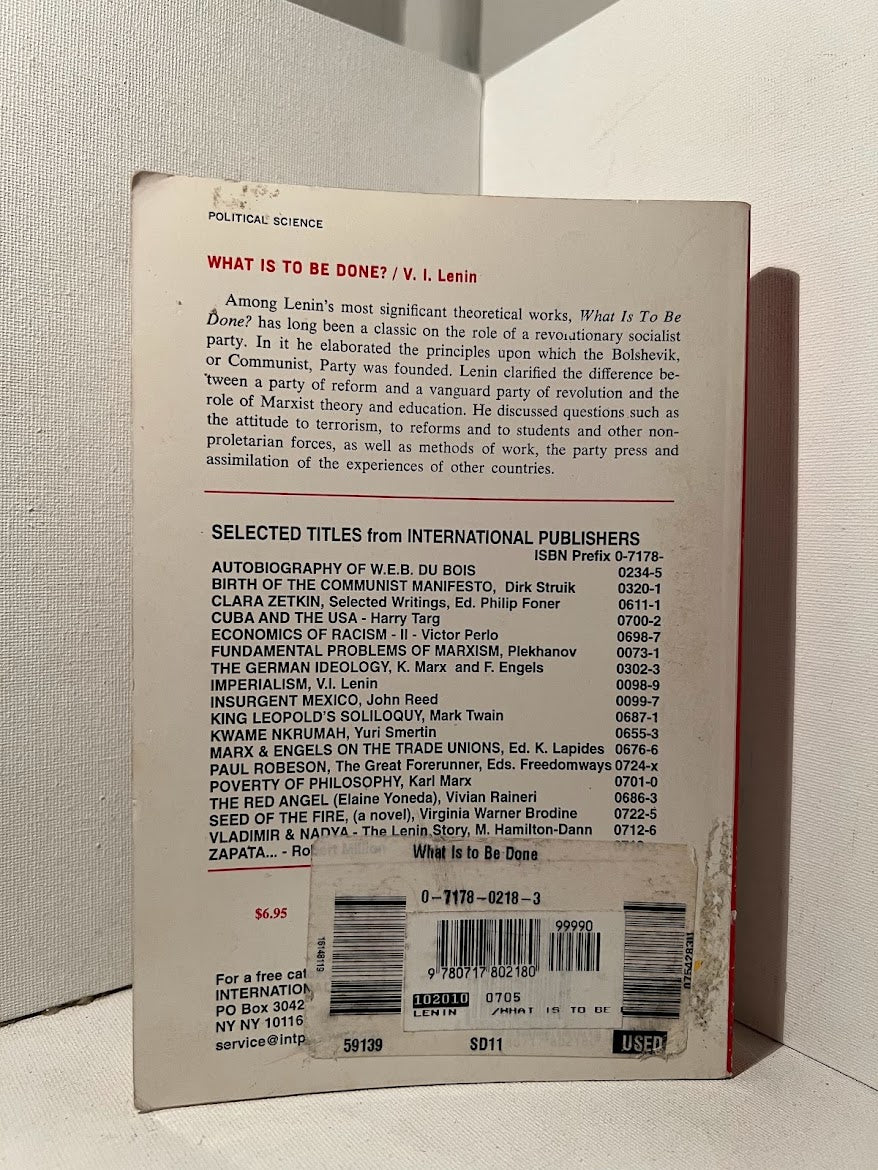 POLITICAL SCIENCE
WHAT IS TO BE DONE? / V. I. Lenin
Among Lenin's most significant theoretical works, What Is To Be
Done? has long been a classic on the role of a revolutionary socialist
party. In it he elaborated the principles upon which the Bolshevik,
or Communist, Party was founded. Lenin clarified the difference be-
tween a party of reform and a vanguard party of revolution and the
role of Marxist theory and education. He discussed questions such as
the attitude to terrorism, to reforms and to students and other non-
proletarian forces, as well as methods of work, the party press and
assimilation of the experiences of other countries.
SELECTED TITLES from INTERNATIONAL PUBLISHERS
ISBN Prefix 0-7178-
AUTOBIOGRAPHY OF W.E.B. DU BOIS 0234-5
BIRTH OF THE COMMUNIST MANIFESTO, Dirk Struik 0320-1
CLARA ZETKIN, Selected Writings, Ed. Philip Foner 0611-1
CUBA AND THE USA - Harry Targ 0700-2
ECONOMICS OF RACISM - II - Victor Perlo 0698-7
FUNDAMENTAL PROBLEMS OF MARXISM, Plekhanov 0073-1
THE GERMAN IDEOLOGY, K. Marx and F. Engels 0302-3
IMPERIALISM, V.I. Lenin 0098-9
INSURGENT MEXICO, John Reed 0099-7
KING LEOPOLD'S SOLILOQUY, Mark Twain 0687-1
KWAME NKRUMAH, Yuri Smertin 0655-3
MARX & ENGELS ON THE TRADE UNIONS, Ed. K. Lapides 0676-6
PAUL ROBESON, The Great Forerunner, Eds. Freedomways 0724-x
POVERTY OF PHILOSOPHY, Karl Marx 0701-0
THE RED ANGEL (Elaine Yoneda), Vivian Raineri 0686-3
SEED OF THE FIRE, (a novel), Virginia Warner Brodine 0722-5
VLADIMIR & NADYA - The Lenin Story, M. Hamilton-Dann 0712-6
ZAPATA... - Robert Million
What Is to Be Done
0-7178-0218-3
$6.95
99990
16148119
9 780717 802180
102010 0705
LENIN /WHAT IS TO BE
For a free cat
INTERNATION
PO Box 3042
NY NY 10116
service@intp
59139 SD11 USED